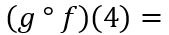 (g ° f)(4) =